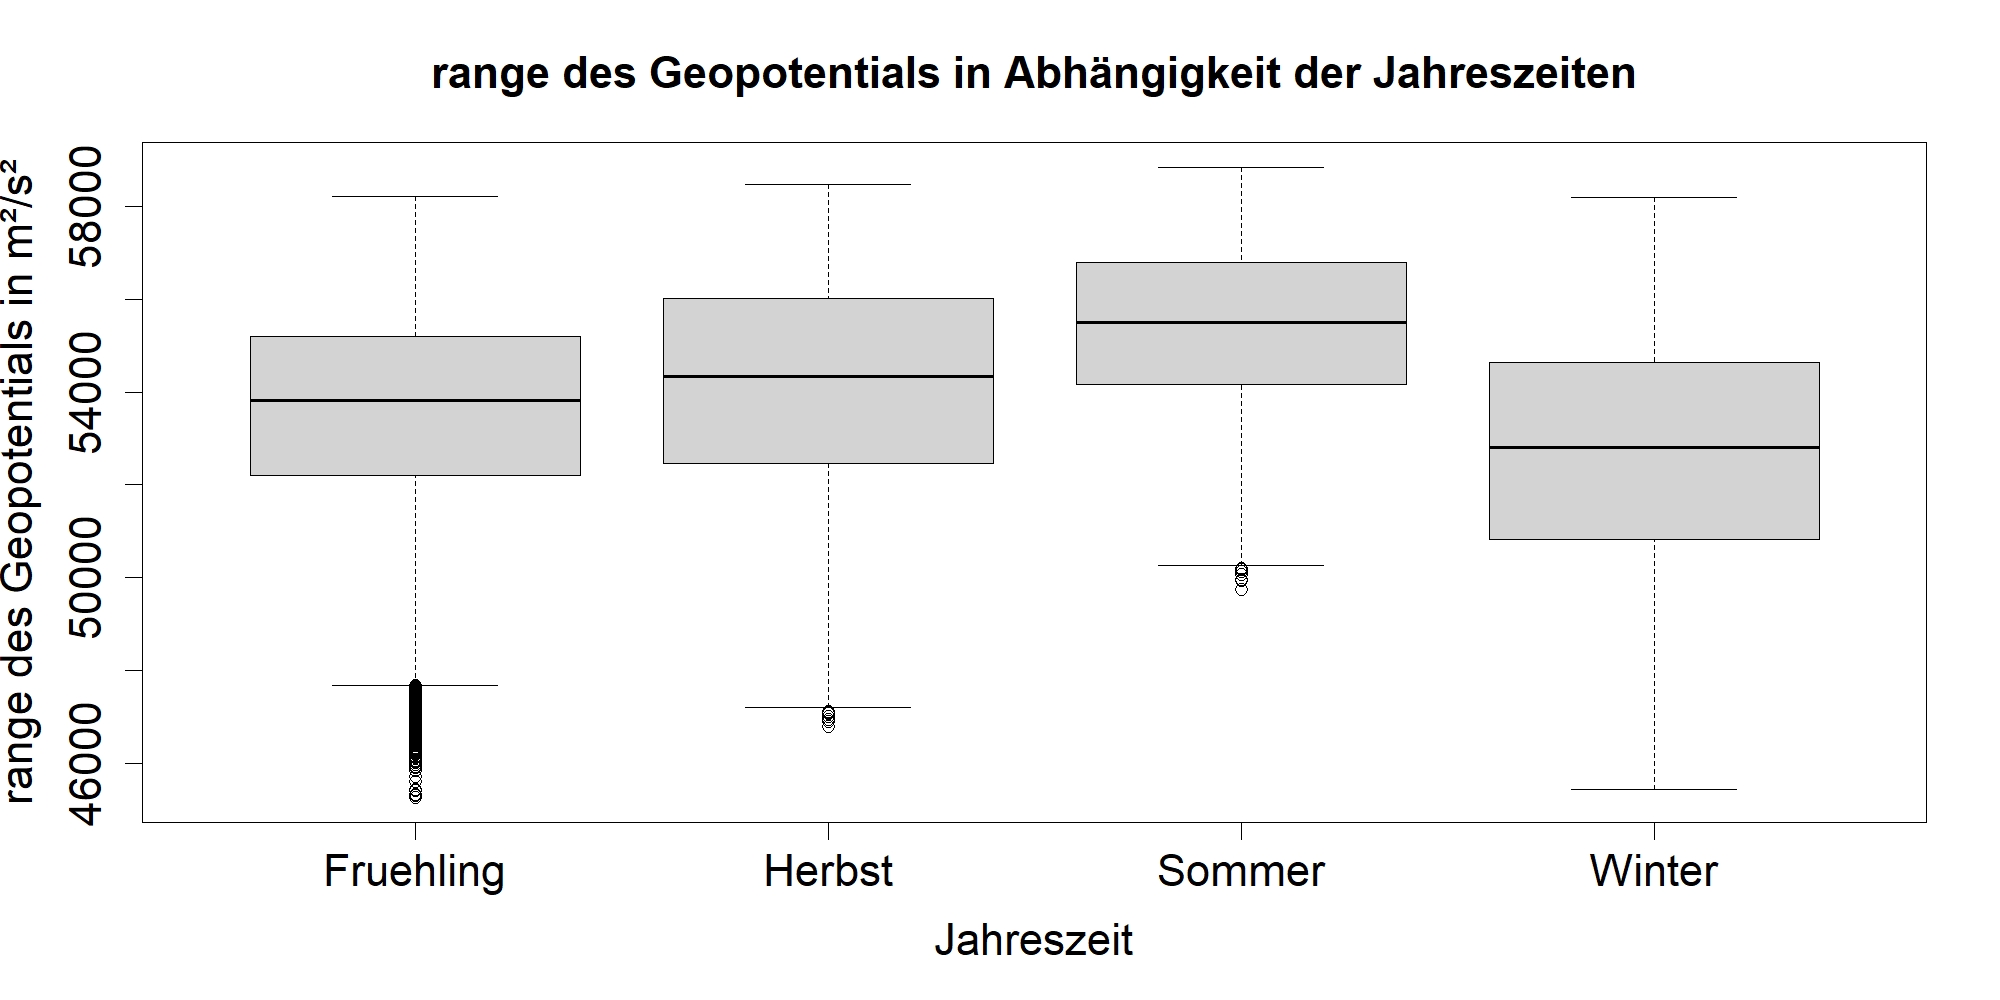 range des Geopotentials in Abhängigkeit der Jahreszeiten
range des Geopotentials in m²/s²
58000
54000
50000
46000
Fruehling
Herbst
Sommer
Winter
Jahreszeit